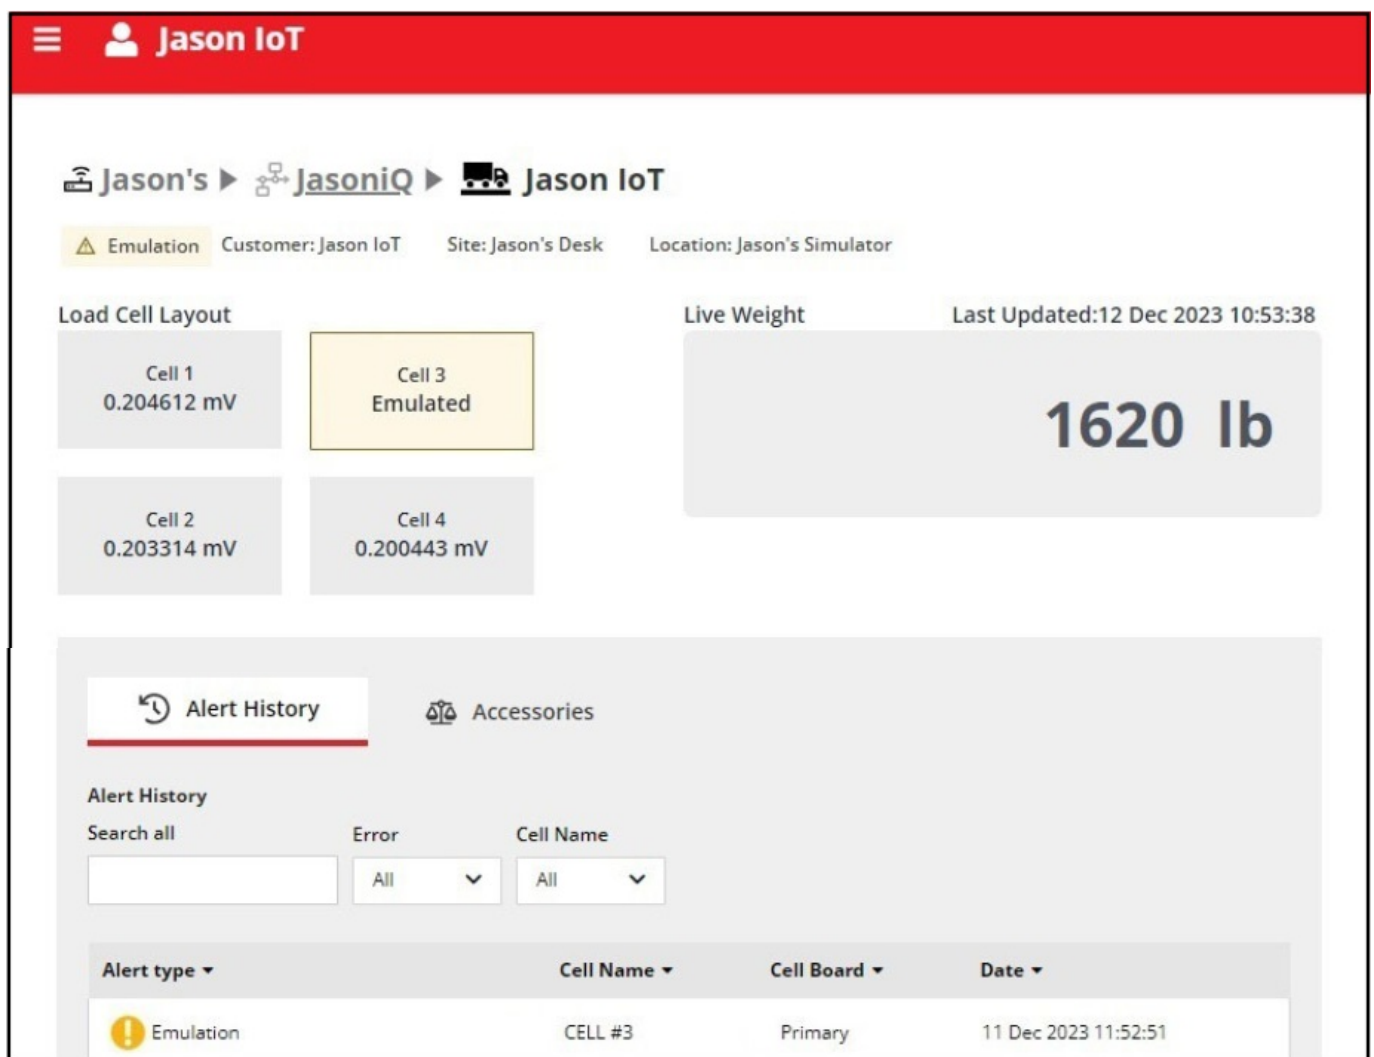 Jason IoT
Jason's JasoniQ Jason IoT
Emulation Customer: Jason IoT Site: Jason's Desk Location: Jason's Simulator
Load Cell Layout
Cell 1
0.204612 mV
Cell 3
Emulated
Cell 2
0.203314 mV
Cell 4
0.200443 mV
Live Weight Last Updated:12 Dec 2023 10:53:38
1620 lb
Alert History Accessories
Alert History
Search all Error Cell Name
All All
Alert type Cell Name Cell Board Date
Emulation CELL #3 Primary 11 Dec 2023 11:52:51